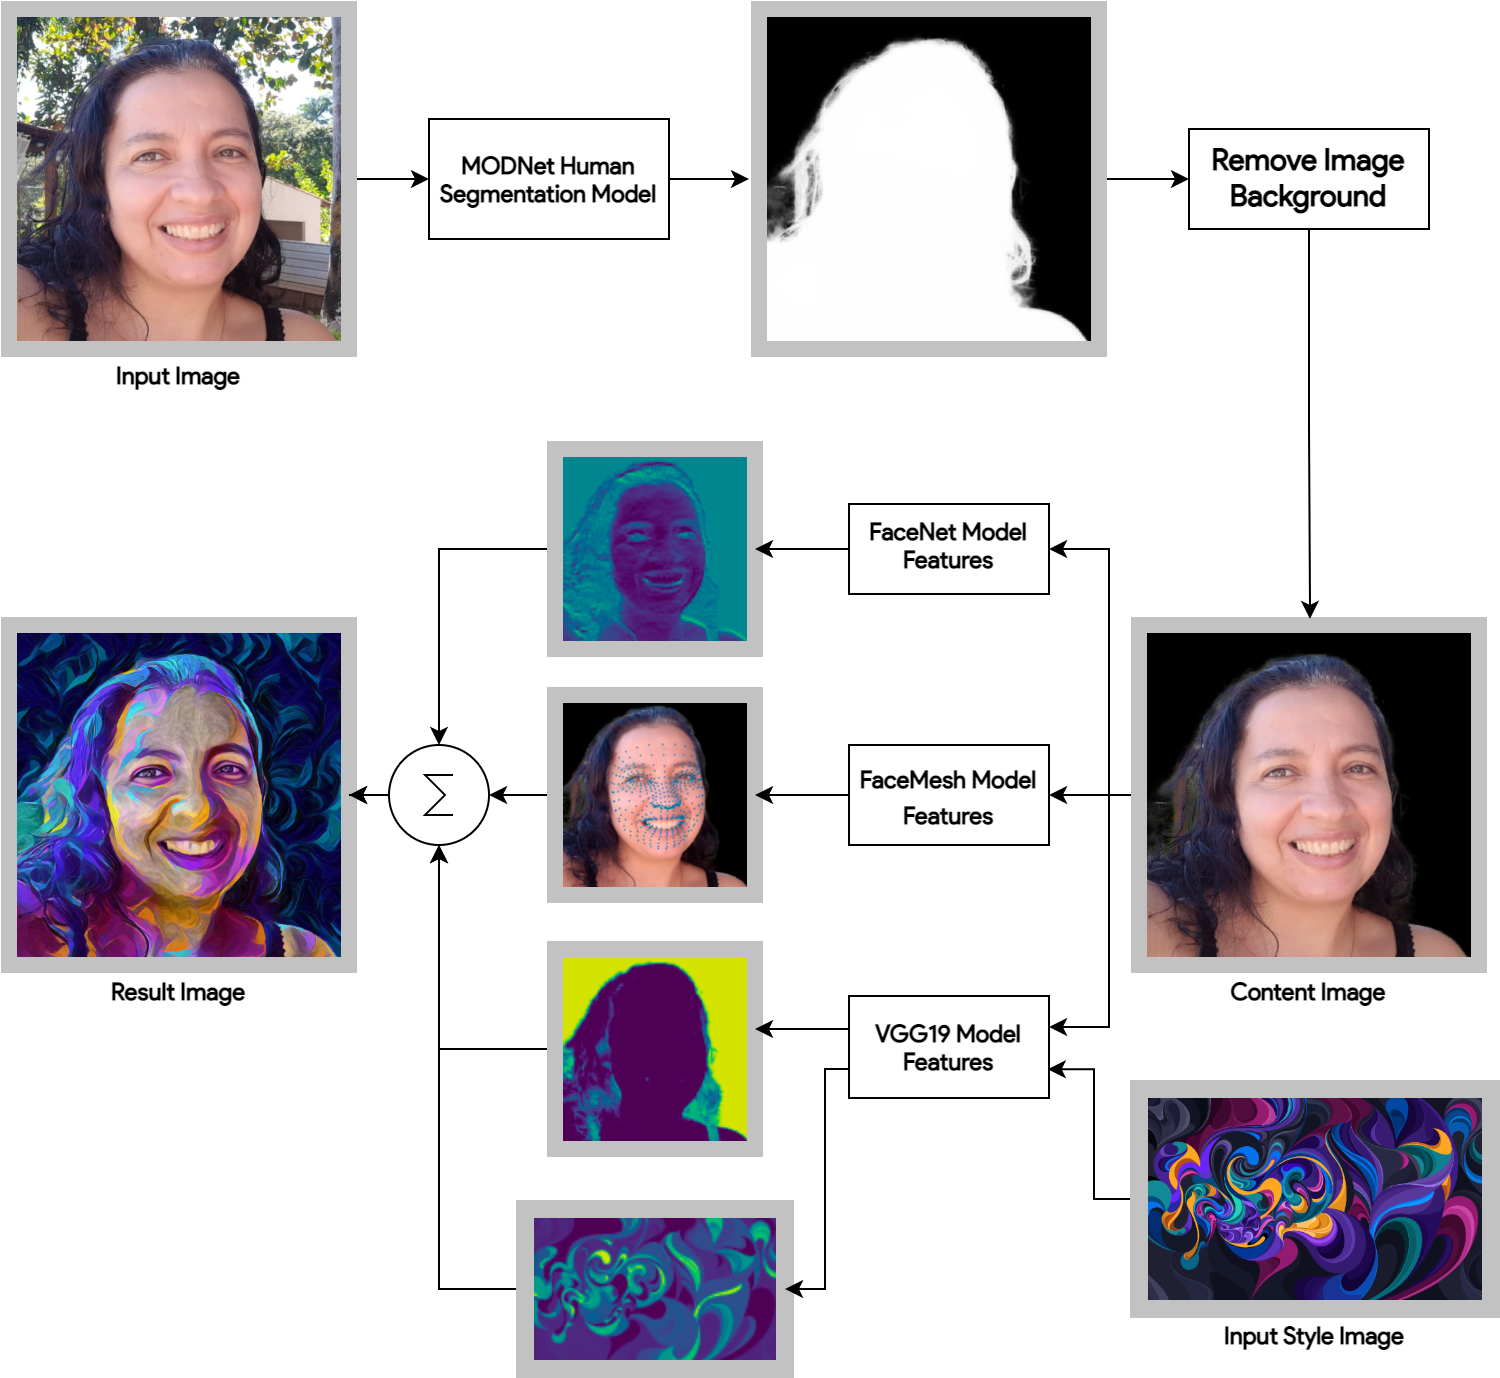 MODNet Human
Segmentation Model
Remove Image
Background
Input Image
FaceNet Model
Features
FaceMesh Model
Features
Σ
Result Image
Content Image
VGG19 Model
Features
Input Style Image